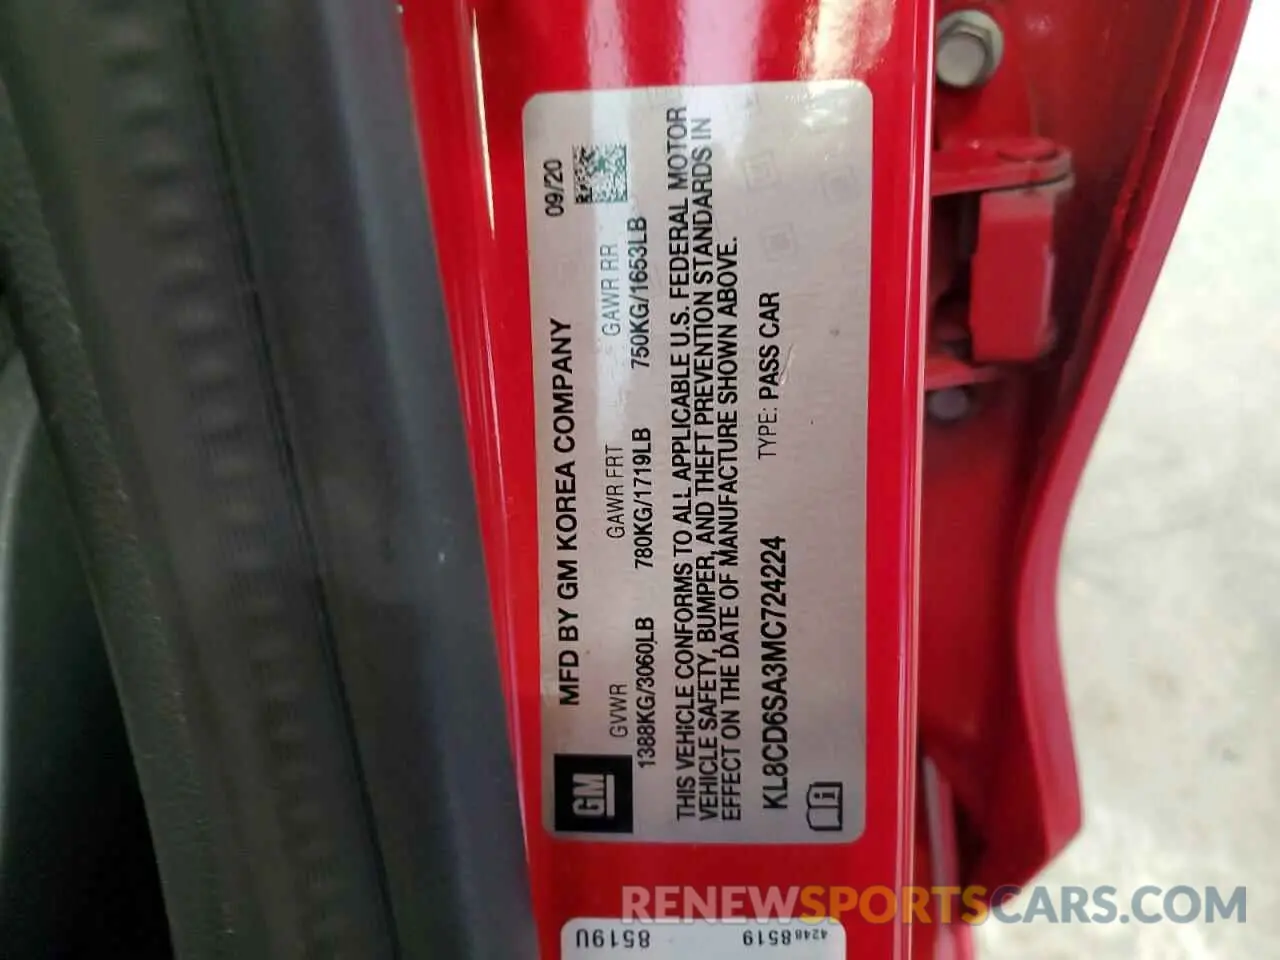 MFD BY GM KOREA COMPANY 09/20
GM
GVWR GAWR FRT GAWR RR
1388KG/3060LB 780KG/1719LB 750KG/1653LB
THIS VEHICLE CONFORMS TO ALL APPLICABLE U.S. FEDERAL MOTOR
VEHICLE SAFETY, BUMPER, AND THEFT PREVENTION STANDARDS IN
EFFECT ON THE DATE OF MANUFACTURE SHOWN ABOVE.
KL8CD6SA3MC724224 TYPE: PASS CAR
8519U
4248 8519
RENEWSPORTSCARS.COM